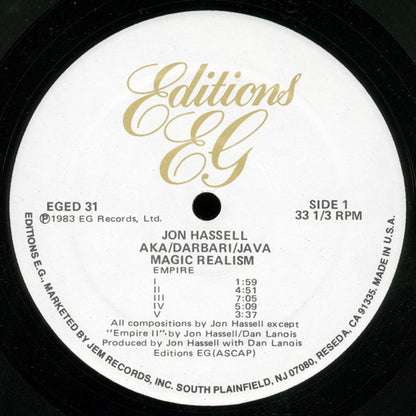 Editions
EG
EGED 31
℗1983 EG Records, Ltd.
SIDE 1
33 1/3 RPM
JON HASSELL
AKA/DARBARI/JAVA
MAGIC REALISM
EMPIRE
I 1:59
II 4:51
III 7:05
IV 5:09
V 3:37
All compositions by Jon Hassell except
"Empire II"-by Jon Hassell/Dan Lanois
Produced by Jon Hassell with Dan Lanois
Editions EG(ASCAP)
EDITIONS E.G., MARKETED BY JEM RECORDS, INC. SOUTH PLAINFIELD, NJ 07080, RESEDA, CA 91335. MADE IN U.S.A.